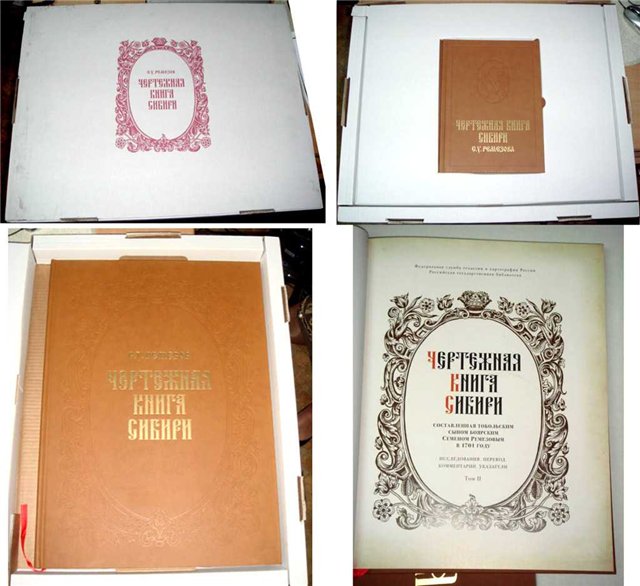 С.У. РЕМЕЗОВ
ЧЕРТЕЖНАЯ
КНИГА
СИБИРИ
ЧЕРТЕЖНАЯ КНИГА
СИБИРИ
С.У. РЕМЕЗОВА
С.У. РЕМЕЗОВ
ЧЕРТЕЖНАЯ
КНИГА
СИБИРИ
Федеральная служба геодезии и картографии России
Российская государственная библиотека
ЧЕРТЕЖНАЯ
КНИГА
СИБИРИ
СОСТАВЛЕННАЯ ТОБОЛЬСКИМ
СЫНОМ БОЯРСКИМ
СЕМЕНОМ РЕМЕЗОВЫМ
В 1701 ГОДУ
ИССЛЕДОВАНИЯ. ПЕРЕВОД.
КОММЕНТАРИИ. УКАЗАТЕЛИ
Том II